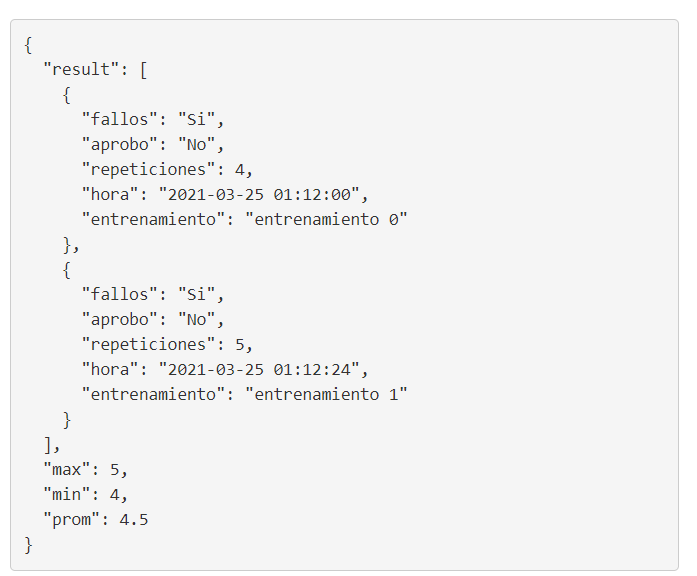 {
  "result": [
    {
      "fallos": "Si",
      "aprobo": "No",
      "repeticiones": 4,
      "hora": "2021-03-25 01:12:00",
      "entrenamiento": "entrenamiento 0"
    },
    {
      "fallos": "Si",
      "aprobo": "No",
      "repeticiones": 5,
      "hora": "2021-03-25 01:12:24",
      "entrenamiento": "entrenamiento 1"
    }
  ],
  "max": 5,
  "min": 4,
  "prom": 4.5
}